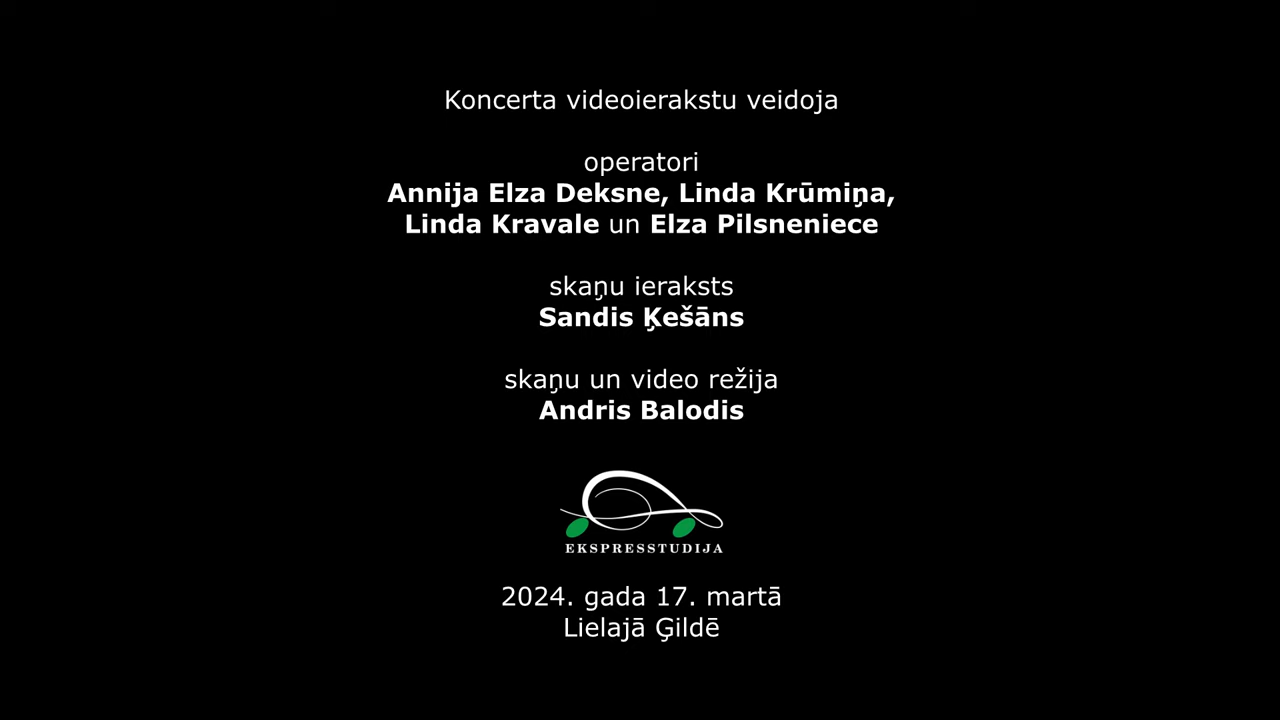 Koncerta videoierakstu veidoja
operatori
Annija Elza Deksne, Linda Krūmiņa,
Linda Kravale un Elza Pilsneniece
skaņu ieraksts
Sandis Ķešāns
skaņu un video režija
Andris Balodis
EKSPRESSTUDIJA
2024. gada 17. martā
Lielajā Ģildē